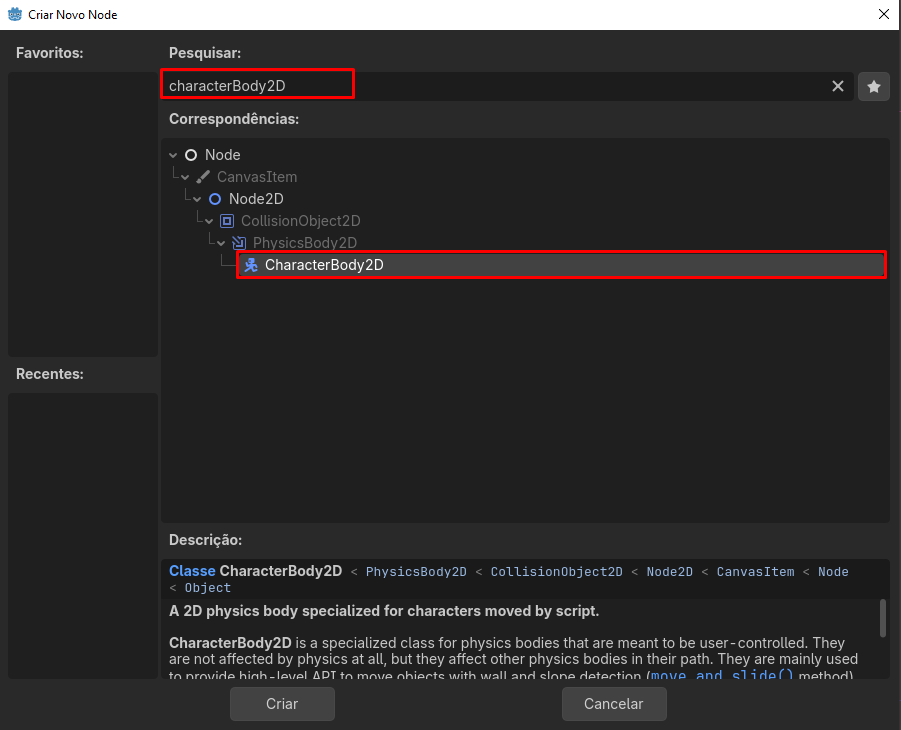 Criar Novo Node
Favoritos:
Pesquisar:
characterBody2D
Correspondências:
Node
CanvasItem
Node2D
CollisionObject2D
PhysicsBody2D
CharacterBody2D
Recentes:
Descrição:
Classe CharacterBody2D < PhysicsBody2D < CollisionObject2D < Node2D < CanvasItem < Node
< Object
A 2D physics body specialized for characters moved by script.
CharacterBody2D is a specialized class for physics bodies that are meant to be user-controlled. They
are not affected by physics at all, but they affect other physics bodies in their path. They are mainly used
to provide high-level API to move objects with wall and slope detection (move_and_slide() method)
Criar
Cancelar